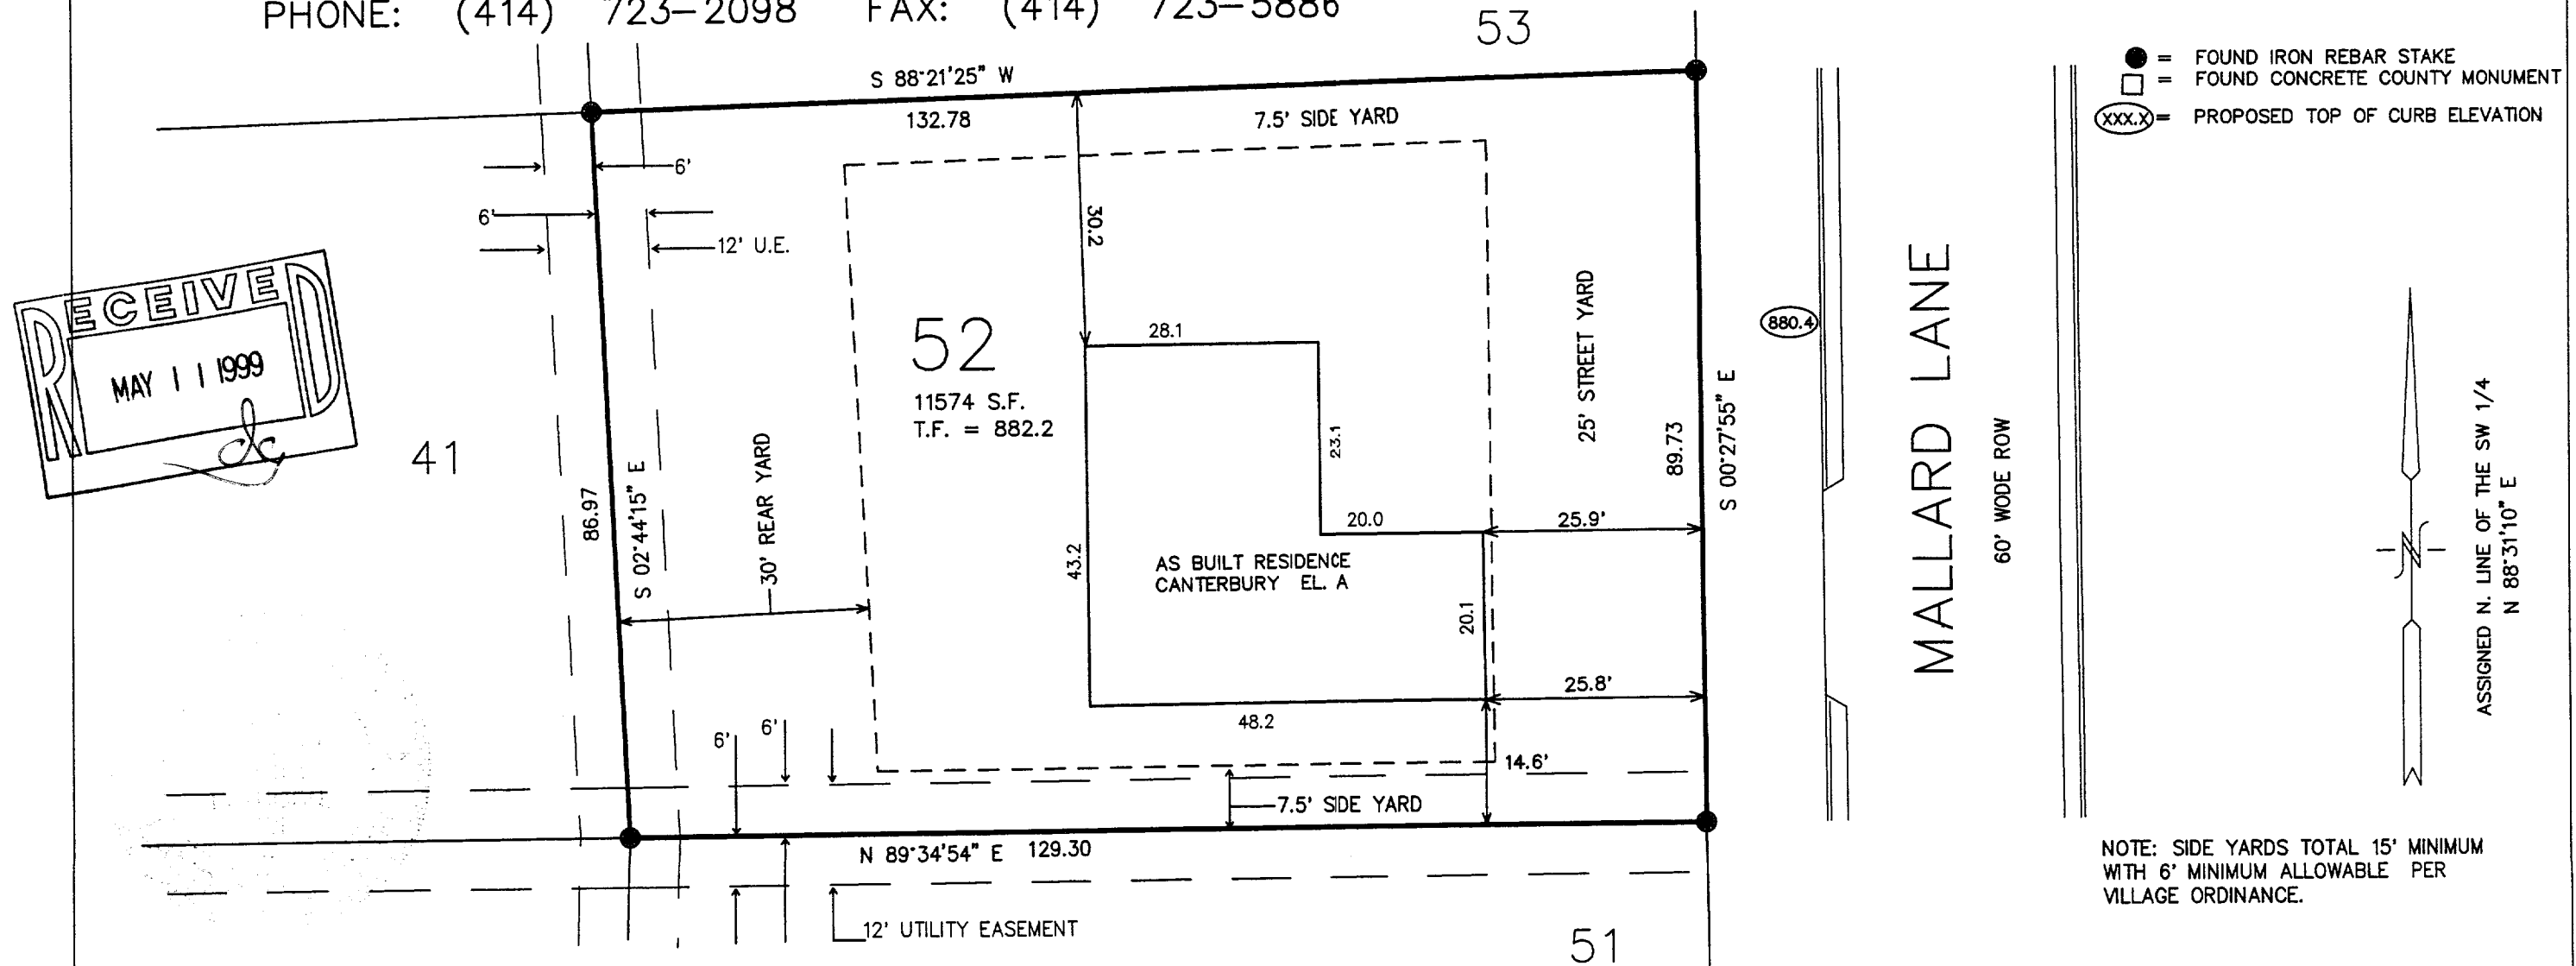 PHONE: (414) 723-2098 FAX: (414) 723-5886
53
● = FOUND IRON REBAR STAKE
□ = FOUND CONCRETE COUNTY MONUMENT
XXX.X = PROPOSED TOP OF CURB ELEVATION
S 88°21'25" W
132.78
7.5' SIDE YARD
6'
6'
12' U.E.
30.2
RECEIVED
MAY 11 1999
41
52
11574 S.F.
T.F. = 882.2
28.1
23.1
20.0
25.9'
25' STREET YARD
89.73
S 00°27'55" E
880.4
MALLARD LANE
60' WODE ROW
N
ASSIGNED N. LINE OF THE SW 1/4
N 88°31'10" E
86.97
S 02°44'15" E
30' REAR YARD
43.2
AS BUILT RESIDENCE
CANTERBURY EL. A
20.1
25.8'
48.2
6'
6'
14.6'
7.5' SIDE YARD
N 89°34'54" E 129.30
12' UTILITY EASEMENT
51
NOTE: SIDE YARDS TOTAL 15' MINIMUM
WITH 6' MINIMUM ALLOWABLE PER
VILLAGE ORDINANCE.